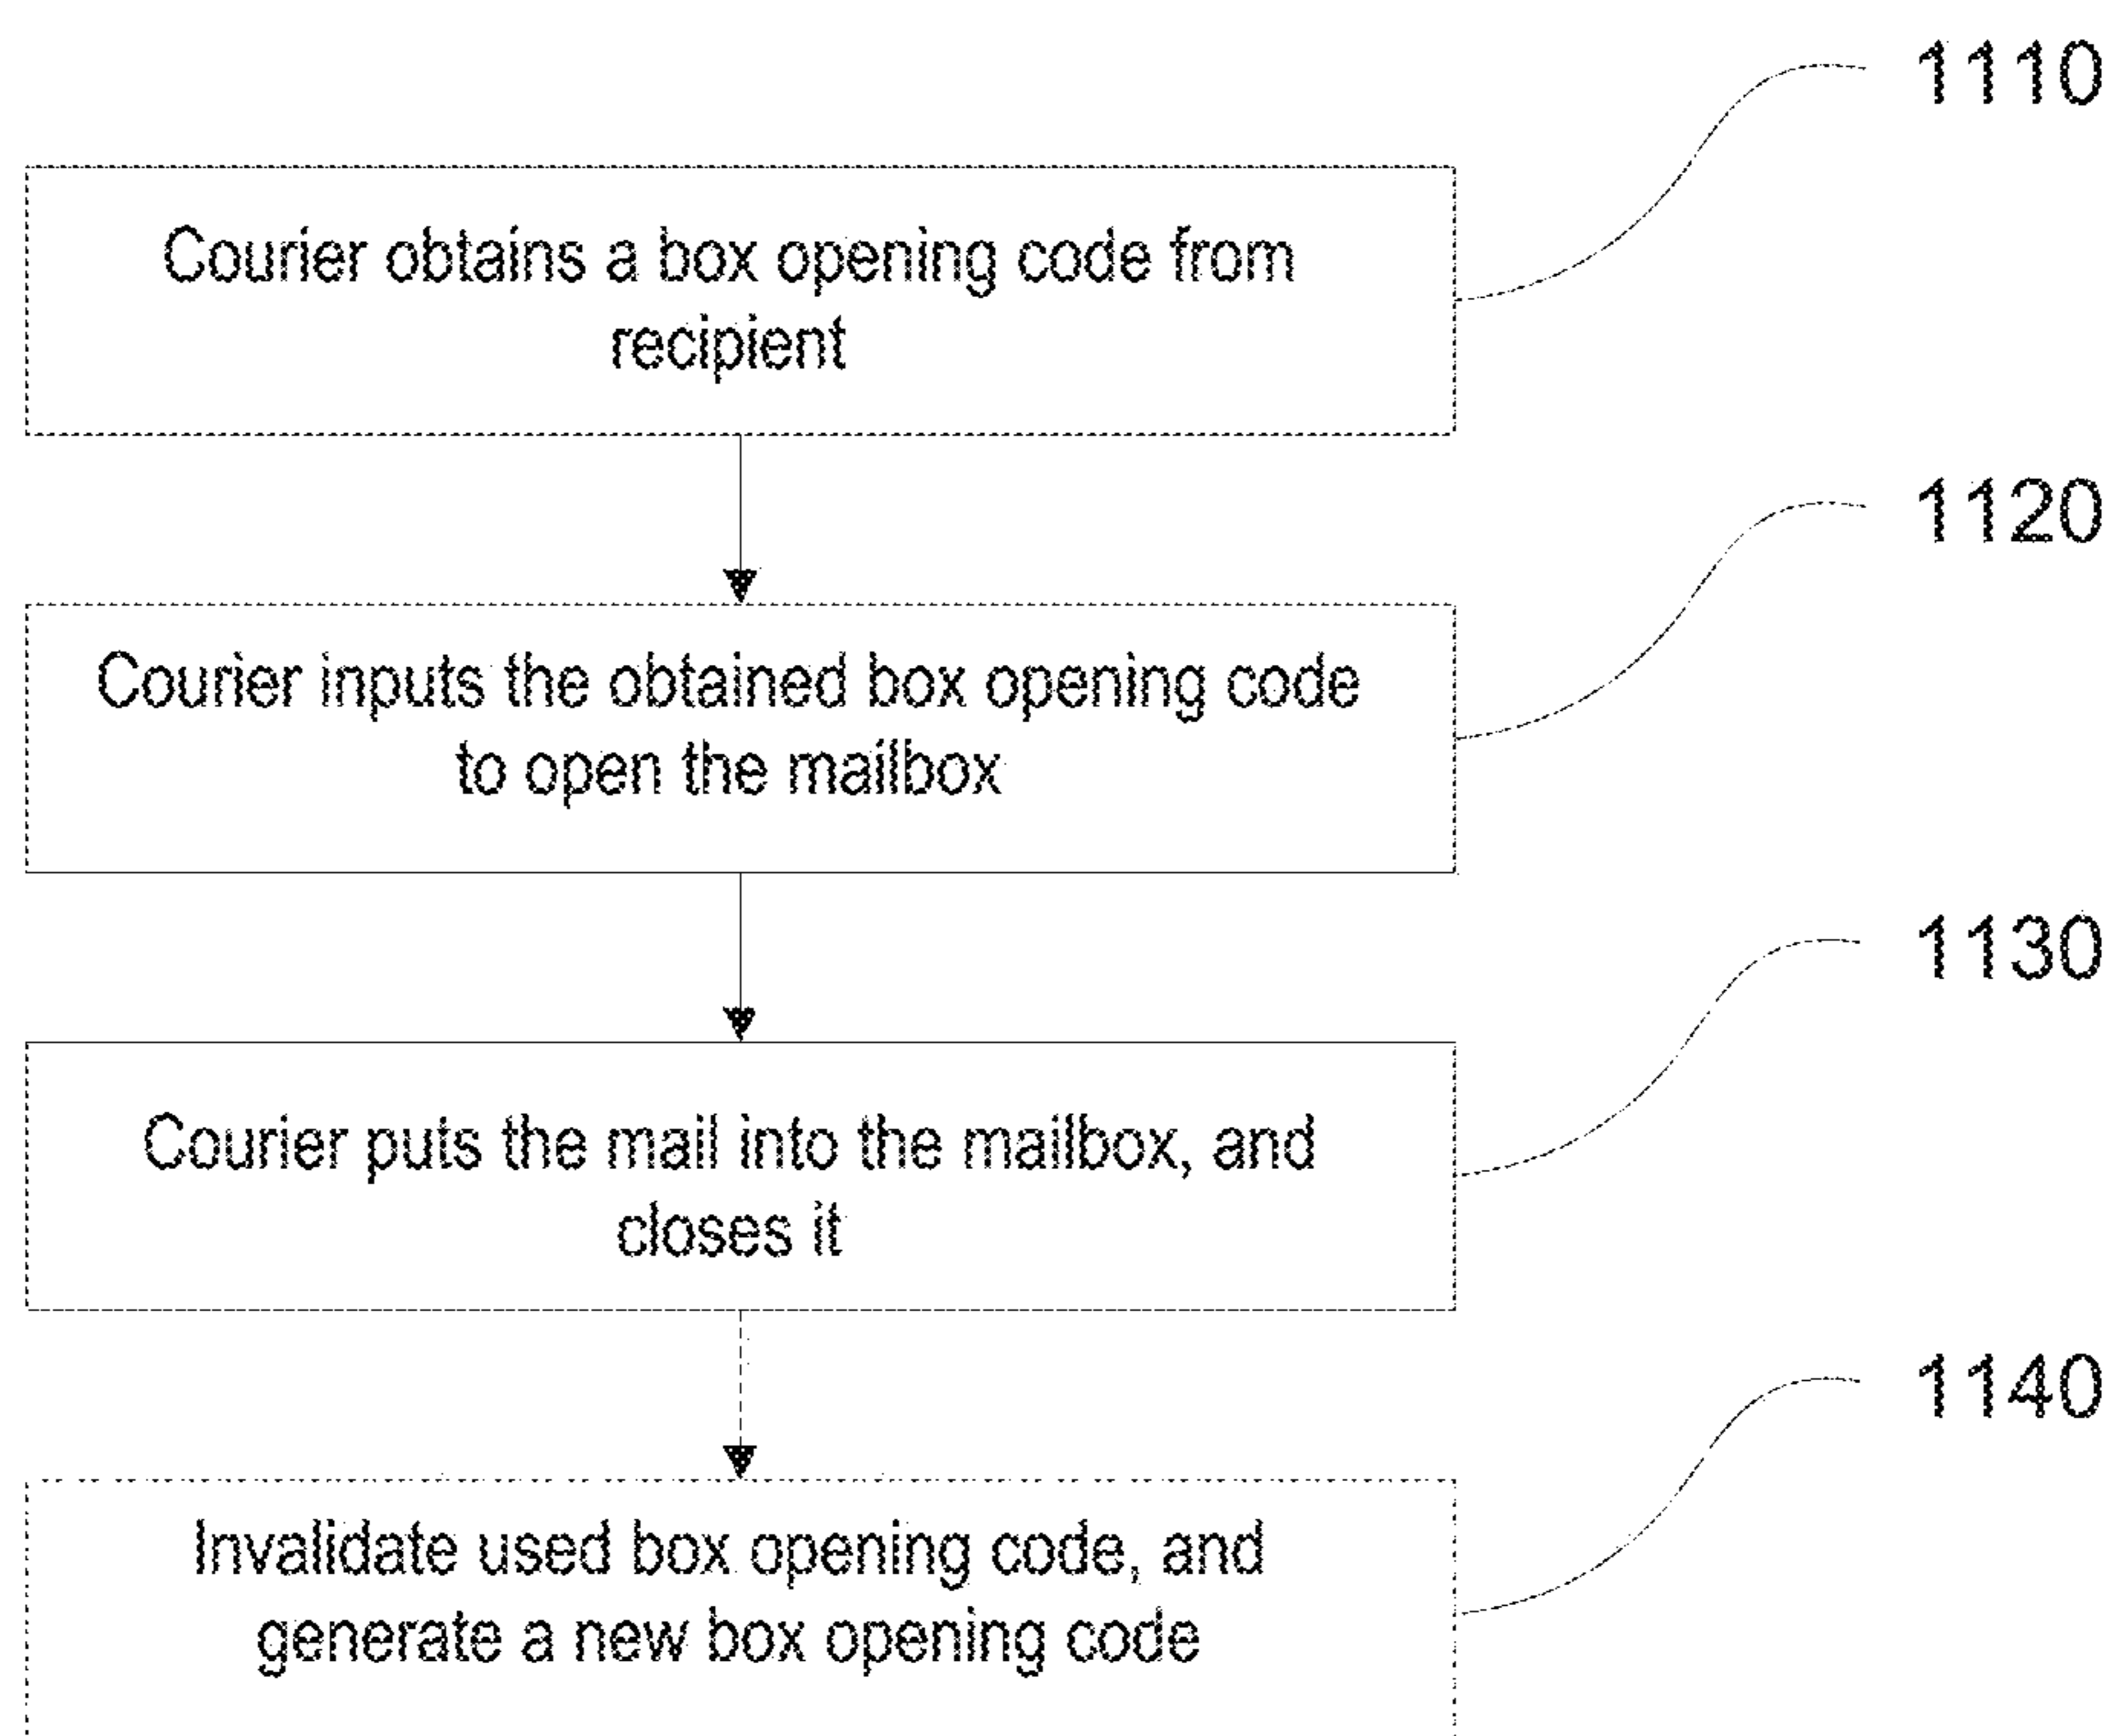 1110
Courier obtains a box opening code from
recipient
1120
Courier inputs the obtained box opening code
to open the mailbox
1130
Courier puts the mail into the mailbox, and
closes it
1140
Invalidate used box opening code, and
generate a new box opening code